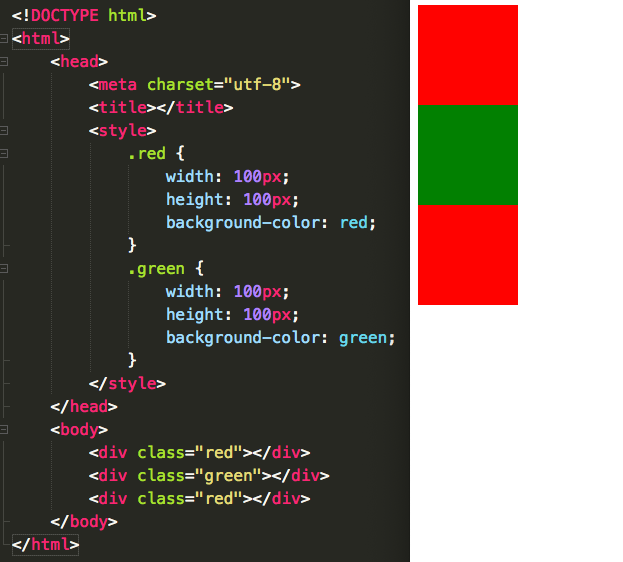 <!DOCTYPE html>
<html>
<head>
<meta charset="utf-8">
<title></title>
<style>
.red {
width: 100px;
height: 100px;
background-color: red;
}
.green {
width: 100px;
height: 100px;
background-color: green;
}
</style>
</head>
<body>
<div class="red"></div>
<div class="green"></div>
<div class="red"></div>
</body>
</html>